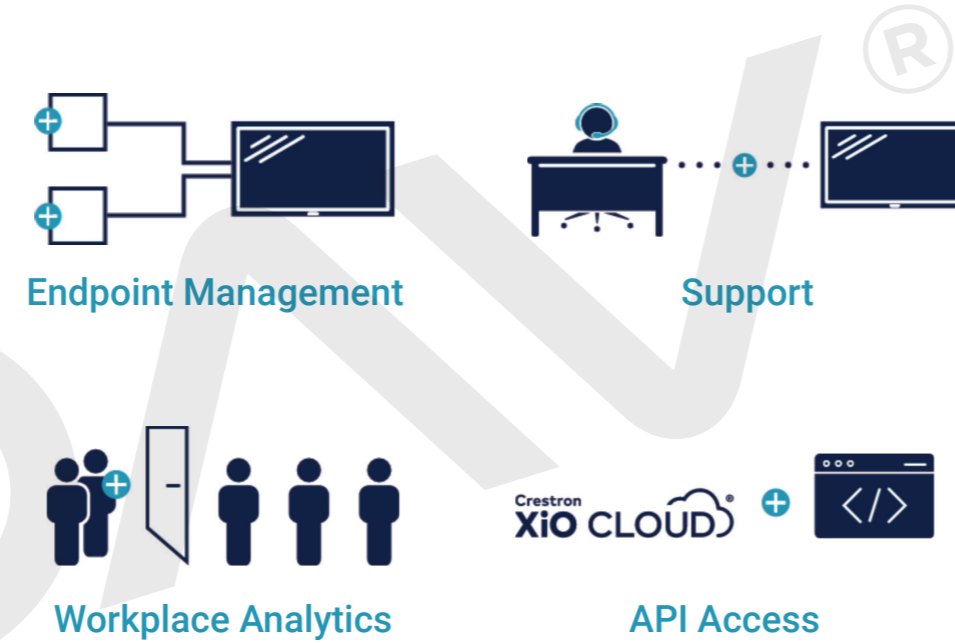 ®
Endpoint Management
Support
Crestron
XiO CLOUD®
</>
Workplace Analytics
API Access